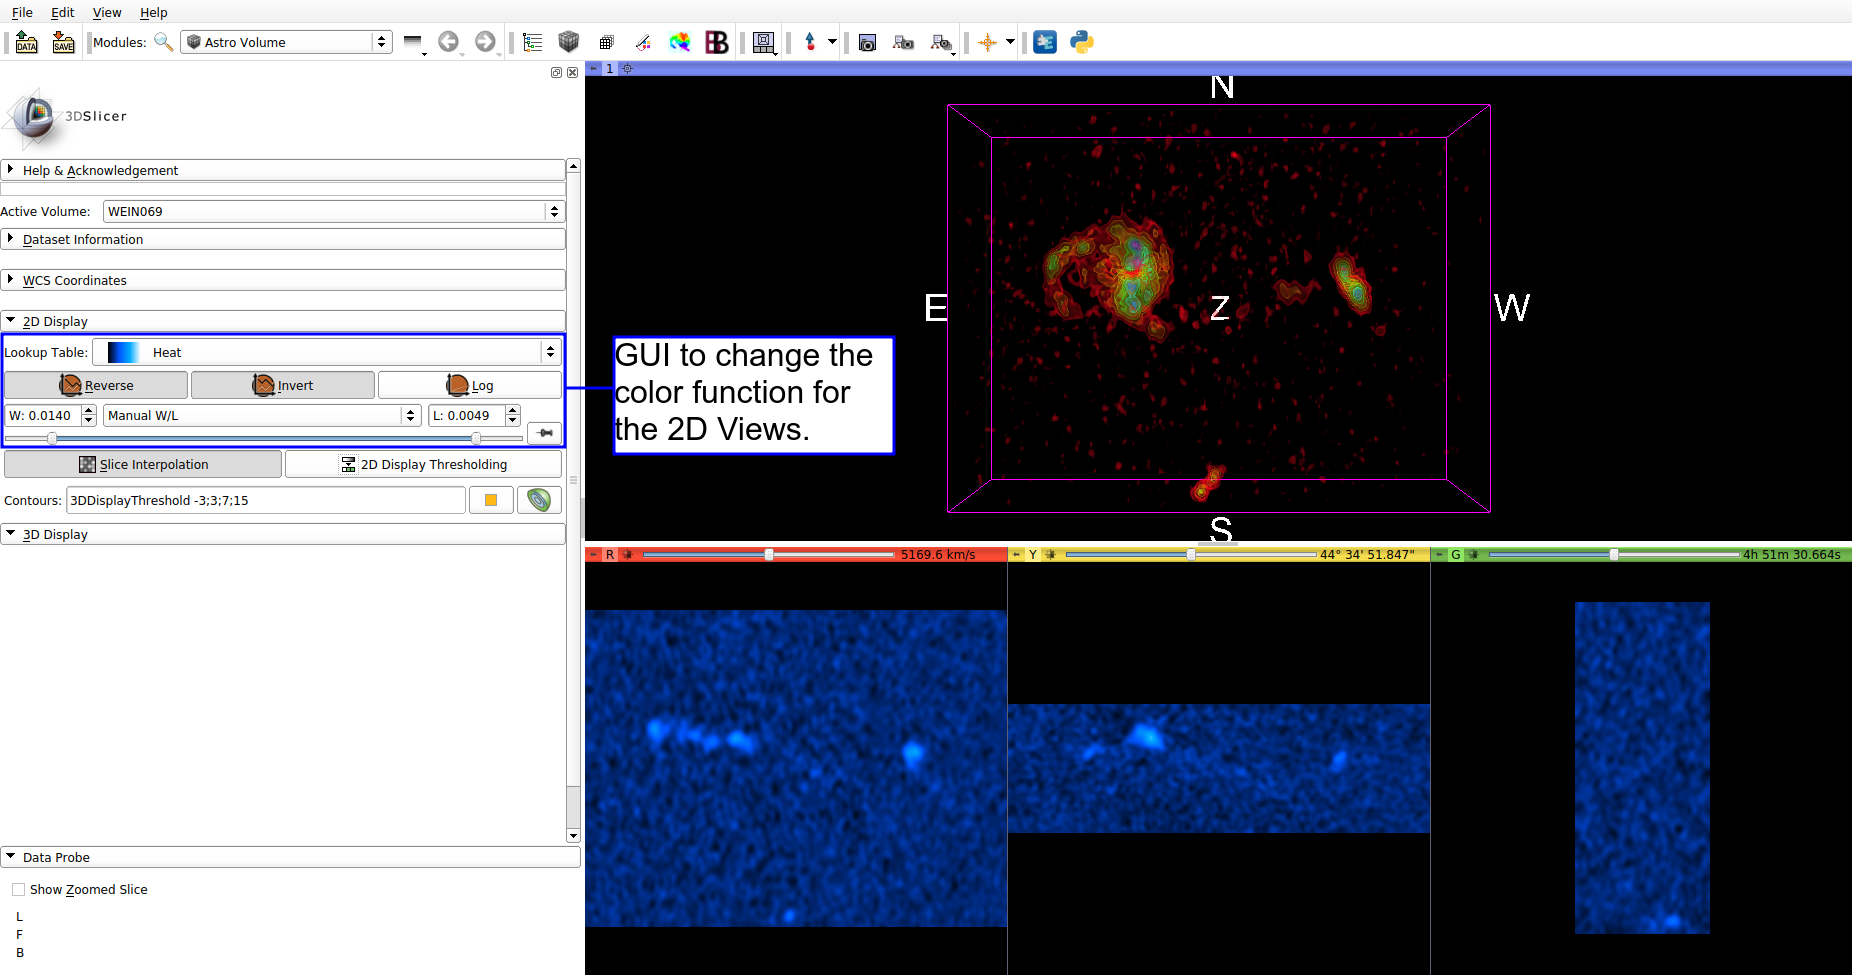 File Edit View Help
DATA SAVE Modules: Astro Volume
1
3DSlicer
Help & Acknowledgement
Active Volume: WEIN069
Dataset Information
WCS Coordinates
2D Display
Lookup Table: Heat
Reverse Invert Log
W: 0.0140 Manual W/L L: 0.0049
Slice Interpolation 2D Display Thresholding
Contours: 3DDisplayThreshold -3;3;7;15
3D Display
Data Probe
Show Zoomed Slice
L
F
B
GUI to change the
color function for
the 2D Views.
N
E
Z
W
S
R 5169.6 km/s
Y 44° 34' 51.847"
G 4h 51m 30.664s